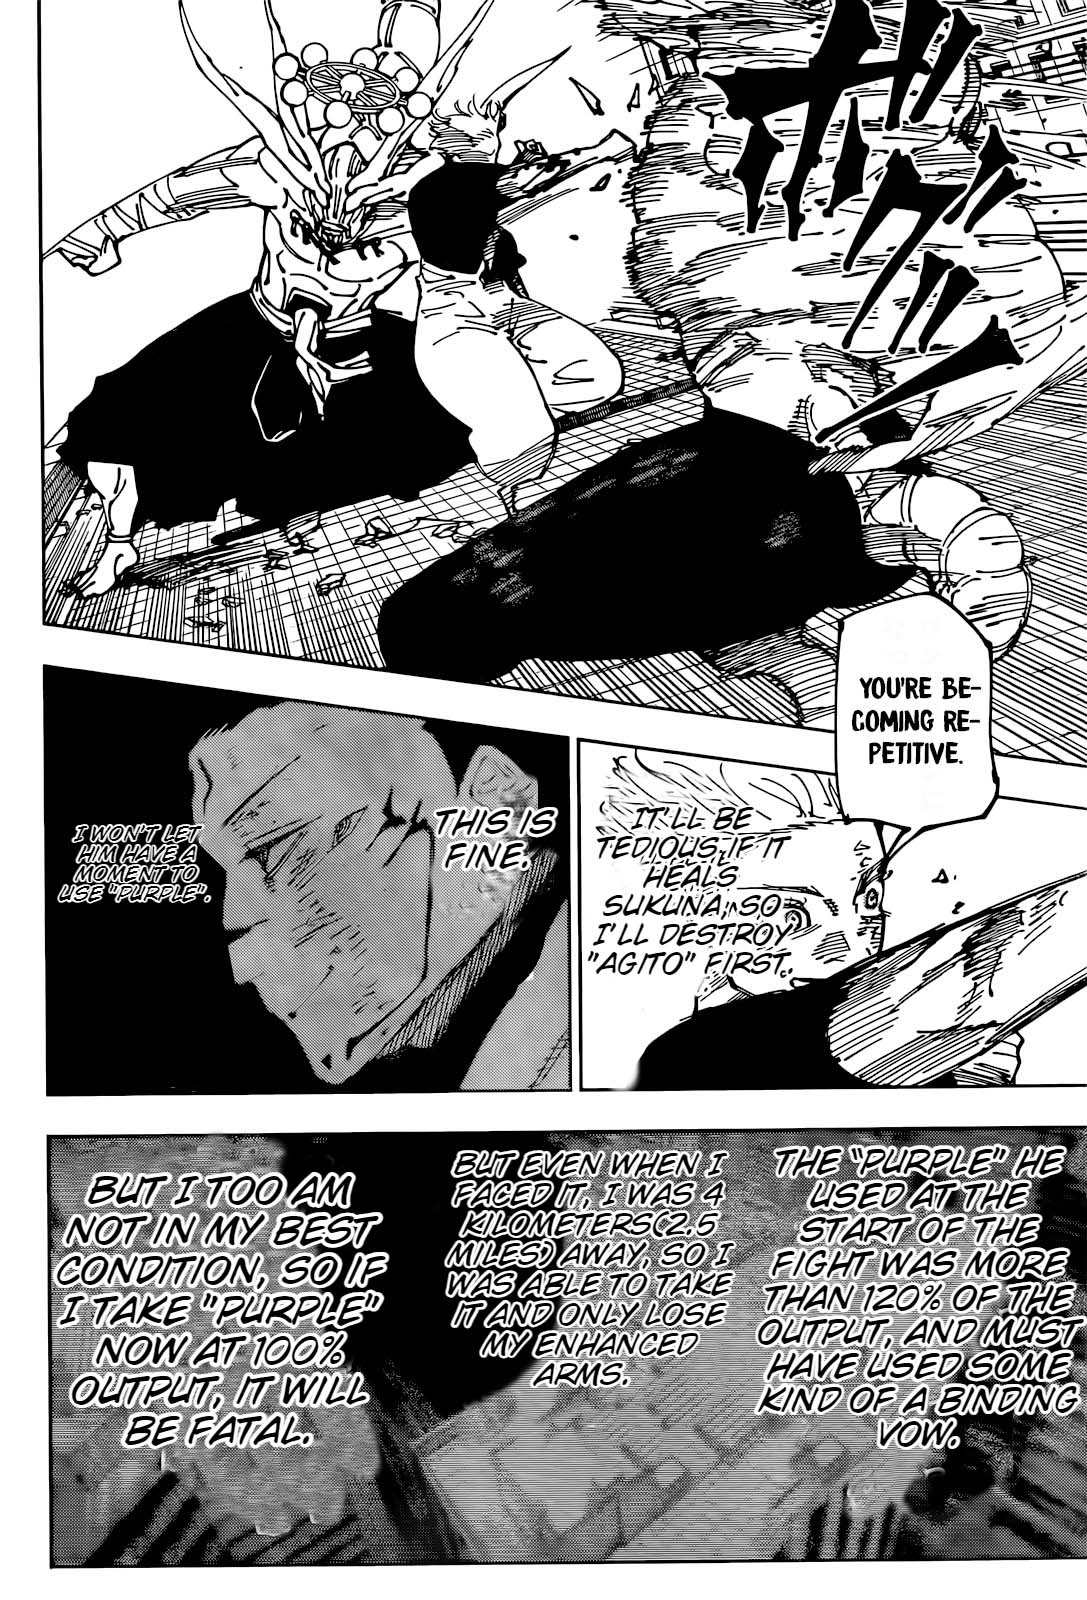 ガガガッ
YOU'RE BE-
COMING RE-
PETITIVE.
IT'LL BE
TEDIOUS IF IT
HEALS
SUKUNA, SO
I'LL DESTROY
"AGITO" FIRST.
THIS IS
FINE.
I WON'T LET
HIM HAVE A
MOMENT TO
USE "PURPLE".
THE "PURPLE" HE
USED AT THE
START OF THE
FIGHT WAS MORE
THAN 120% OF THE
OUTPUT, AND MUST
HAVE USED SOME
KIND OF A BINDING
VOW.
BUT EVEN WHEN I
FACED IT, I WAS 4
KILOMETERS(2.5
MILES) AWAY, SO I
WAS ABLE TO TAKE
IT AND ONLY LOSE
MY ENHANCED
ARMS.
BUT I TOO AM
NOT IN MY BEST
CONDITION, SO IF
I TAKE "PURPLE"
NOW AT 100%
OUTPUT, IT WILL
BE FATAL.